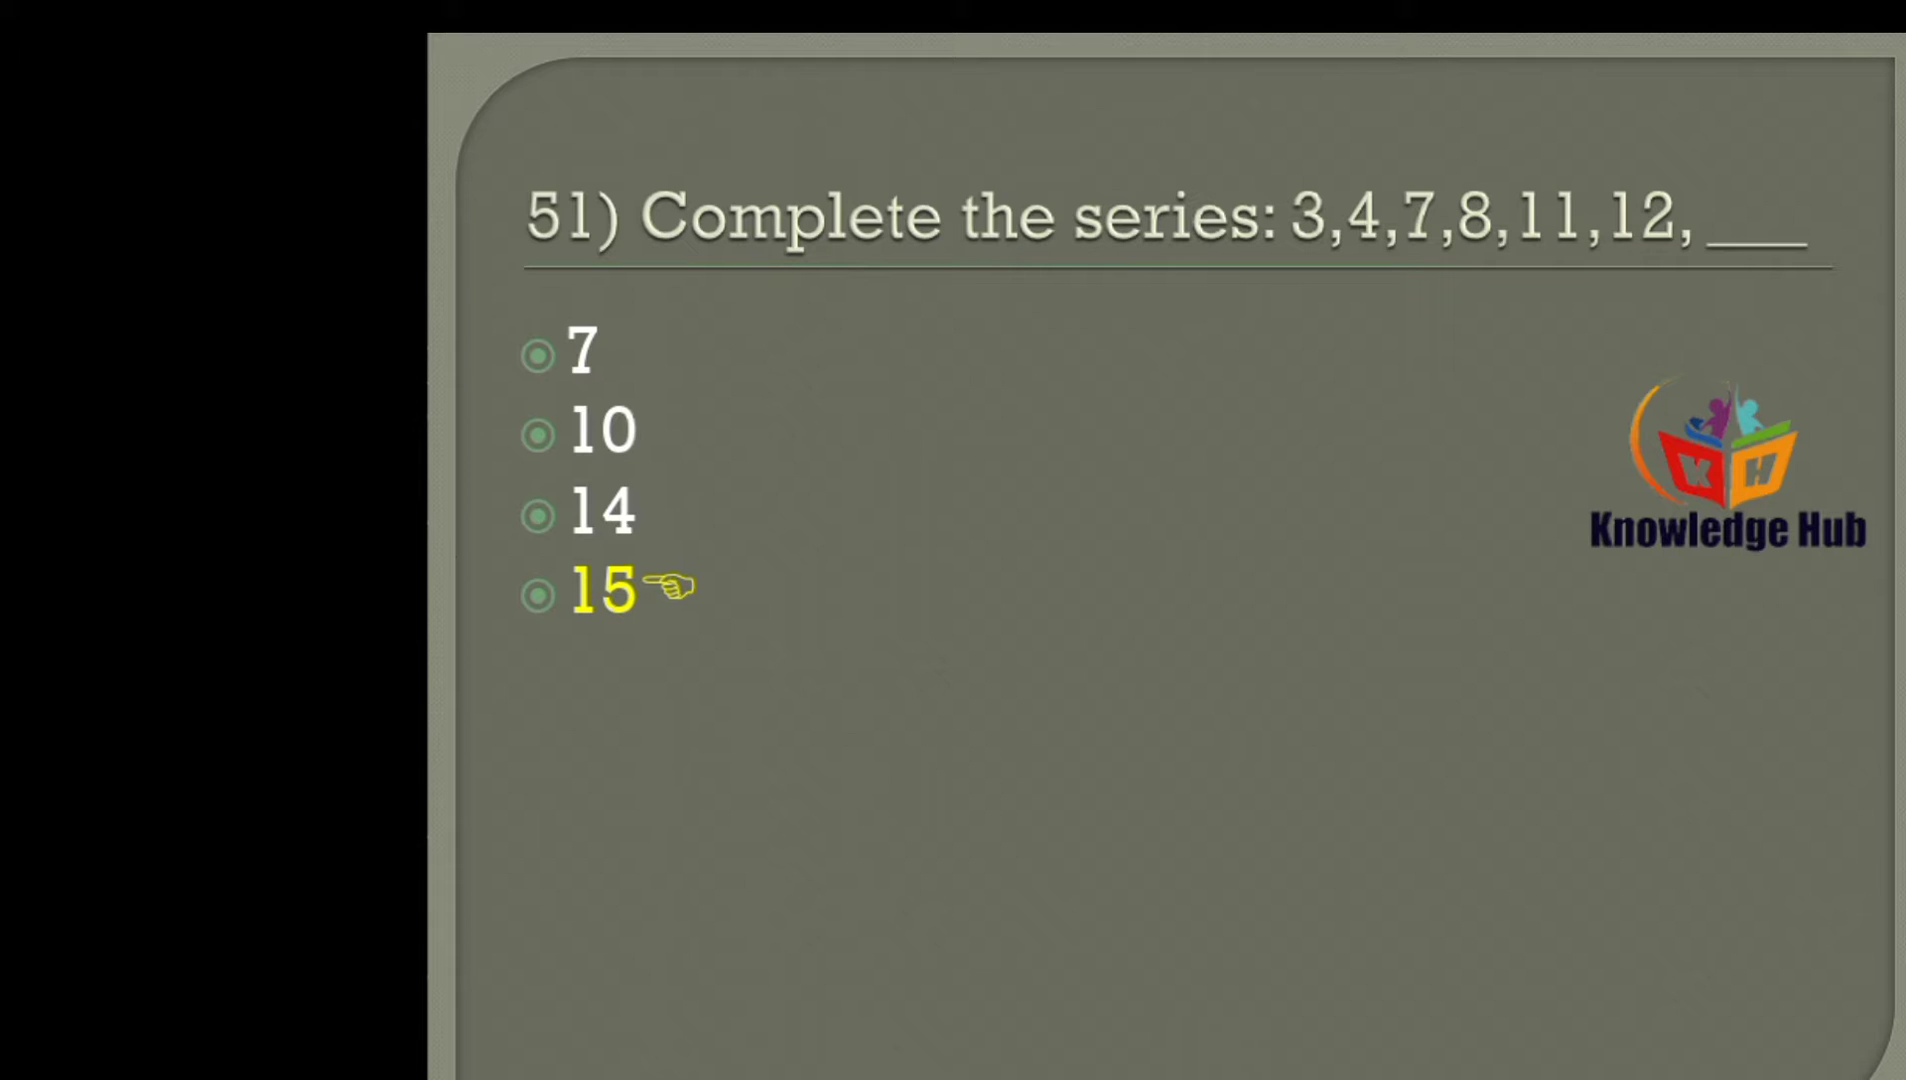 51) Complete the series: 3,4,7,8,11,12, ___
7
10
14
15
K H
Knowledge Hub